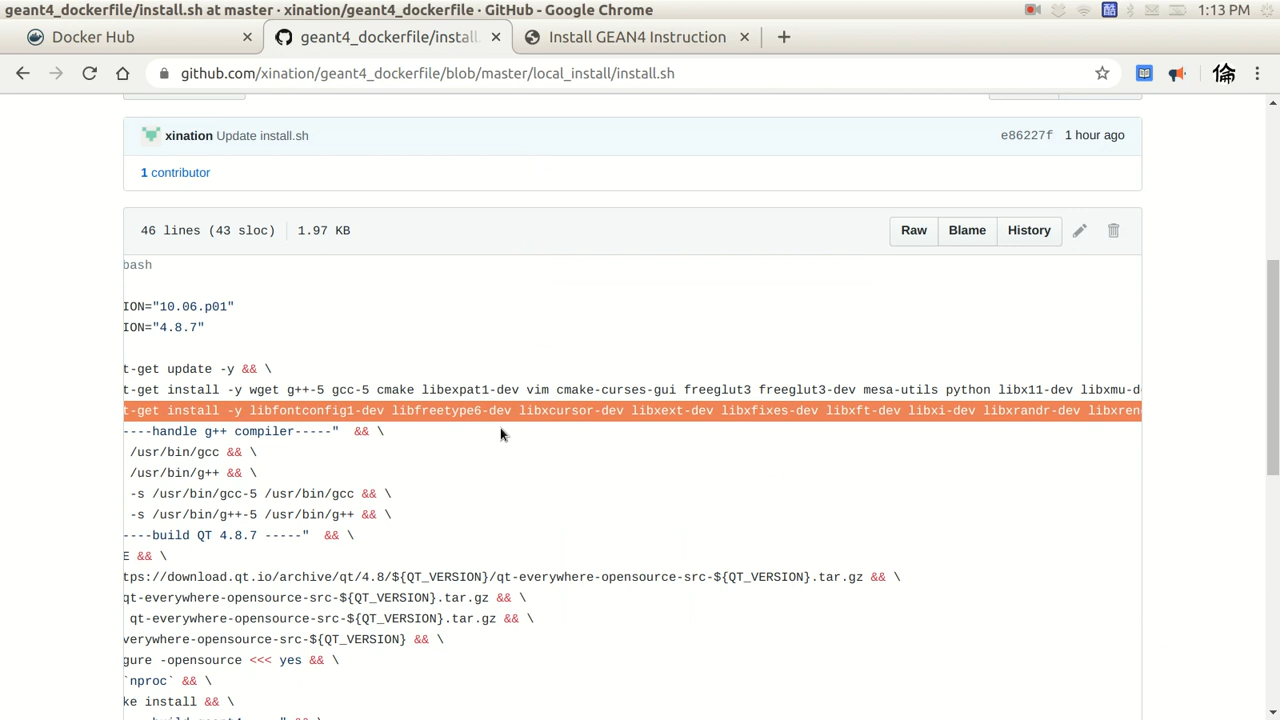 geant4_dockerfile/install.sh at master · xination/geant4_dockerfile · GitHub - Google Chrome
1:13 PM
Docker Hub
geant4_dockerfile/install.
Install GEAN4 Instruction
github.com/xination/geant4_dockerfile/blob/master/local_install/install.sh
xination Update install.sh
e86227f 1 hour ago
1 contributor
46 lines (43 sloc) 1.97 KB
Raw Blame History
bash
ION="10.06.p01"
ION="4.8.7"
t-get update -y && \
t-get install -y wget g++-5 gcc-5 cmake libexpat1-dev vim cmake-curses-gui freeglut3 freeglut3-dev mesa-utils python libx11-dev libxmu-d
t-get install -y libfontconfig1-dev libfreetype6-dev libxcursor-dev libxext-dev libxfixes-dev libxft-dev libxi-dev libxrandr-dev libxren
----handle g++ compiler-----" && \
/usr/bin/gcc && \
/usr/bin/g++ && \
-s /usr/bin/gcc-5 /usr/bin/gcc && \
-s /usr/bin/g++-5 /usr/bin/g++ && \
----build QT 4.8.7 -----" && \
E && \
tps://download.qt.io/archive/qt/4.8/${QT_VERSION}/qt-everywhere-opensource-src-${QT_VERSION}.tar.gz && \
qt-everywhere-opensource-src-${QT_VERSION}.tar.gz && \
qt-everywhere-opensource-src-${QT_VERSION}.tar.gz && \
verywhere-opensource-src-${QT_VERSION} && \
gure -opensource <<< yes && \
`nproc` && \
ke install && \